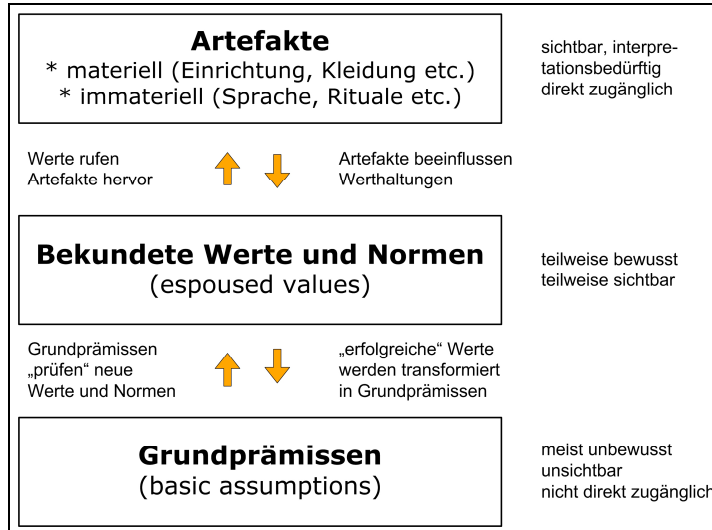 Artefakte
* materiell (Einrichtung, Kleidung etc.)
* immateriell (Sprache, Rituale etc.)
sichtbar, interpre-
tationsbedürftig
direkt zugänglich
Werte rufen
Artefakte hervor
Artefakte beeinflussen
Werthaltungen
Bekundete Werte und Normen
(espoused values)
teilweise bewusst
teilweise sichtbar
Grundprämissen
„prüfen“ neue
Werte und Normen
„erfolgreiche“ Werte
werden transformiert
in Grundprämissen
Grundprämissen
(basic assumptions)
meist unbewusst
unsichtbar
nicht direkt zugänglich